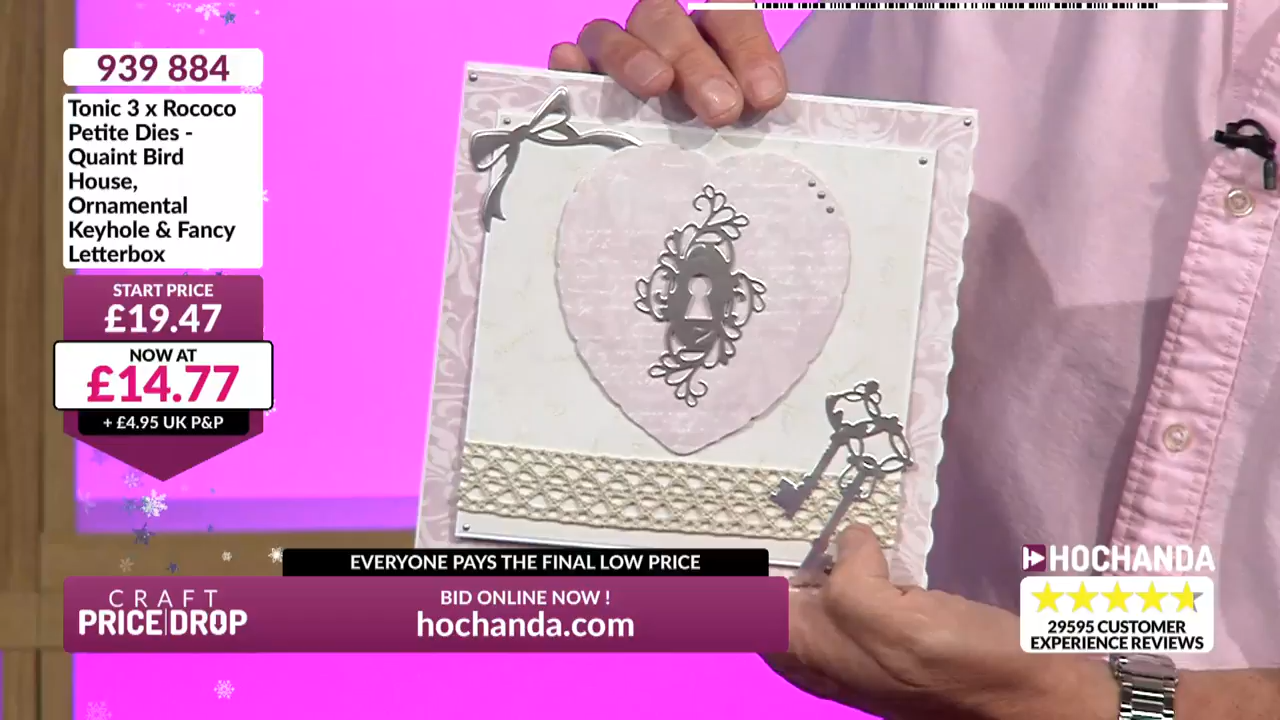 939 884
Tonic 3 x Rococo
Petite Dies -
Quaint Bird
House,
Ornamental
Keyhole & Fancy
Letterbox
START PRICE
£19.47
NOW AT
£14.77
+ £4.95 UK P&P
EVERYONE PAYS THE FINAL LOW PRICE
CRAFT
PRICE DROP
BID ONLINE NOW !
hochanda.com
HOCHANDA
29595 CUSTOMER
EXPERIENCE REVIEWS